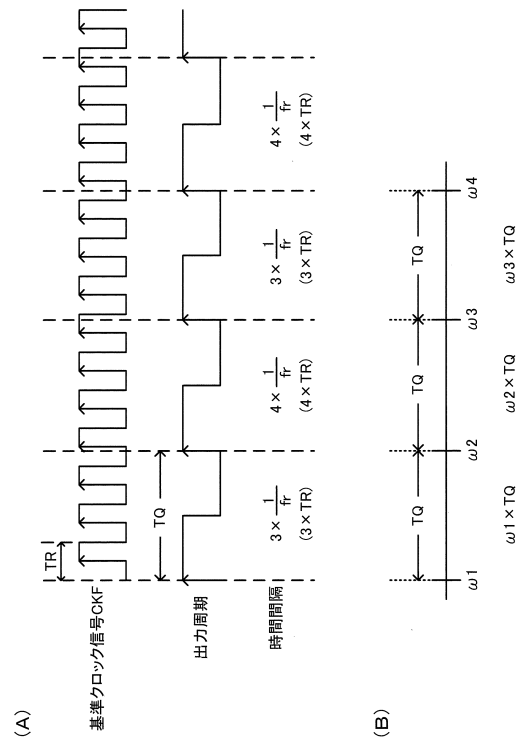 (A)
TR
基準クロック信号CKF
TQ
出力周期
時間間隔
3× 1/fr
(3×TR)
4× 1/fr
(4×TR)
3× 1/fr
(3×TR)
4× 1/fr
(4×TR)
(B)
TQ
TQ
TQ
ω1
ω2
ω3
ω4
ω1×TQ
ω2×TQ
ω3×TQ